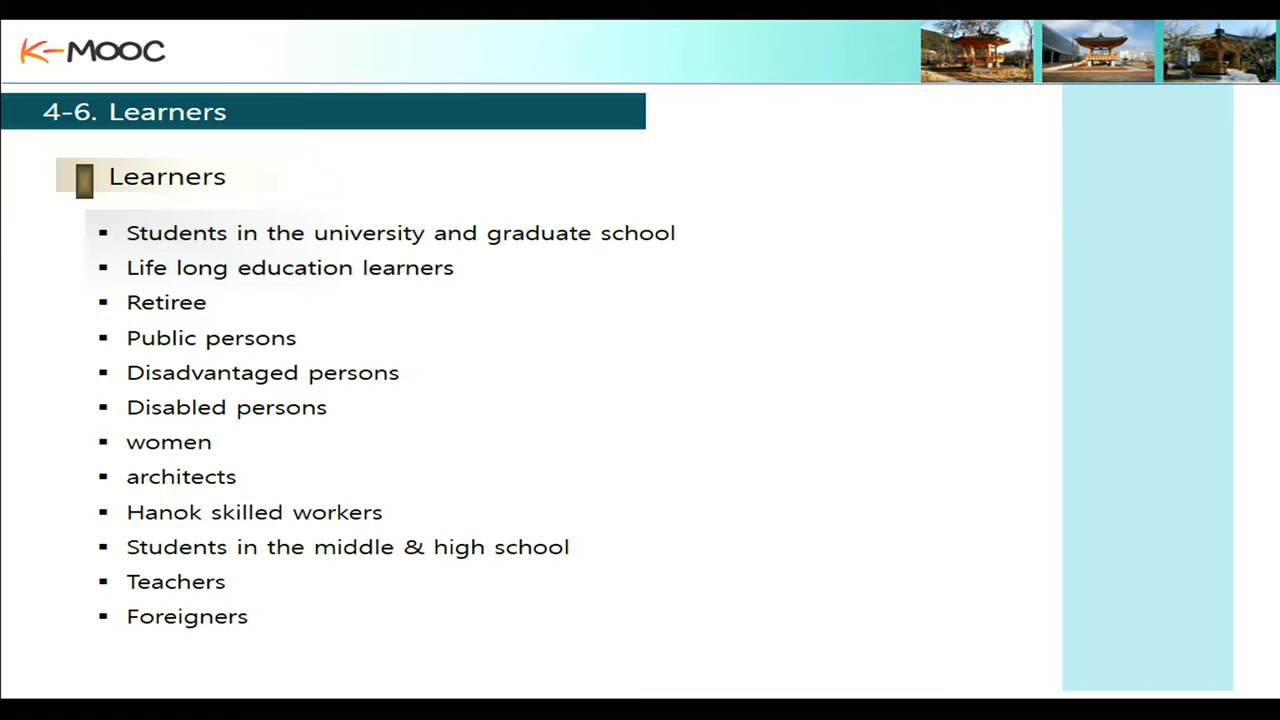 K-MOOC
4-6. Learners
Learners
▪ Students in the university and graduate school
▪ Life long education learners
▪ Retiree
▪ Public persons
▪ Disadvantaged persons
▪ Disabled persons
▪ women
▪ architects
▪ Hanok skilled workers
▪ Students in the middle & high school
▪ Teachers
▪ Foreigners